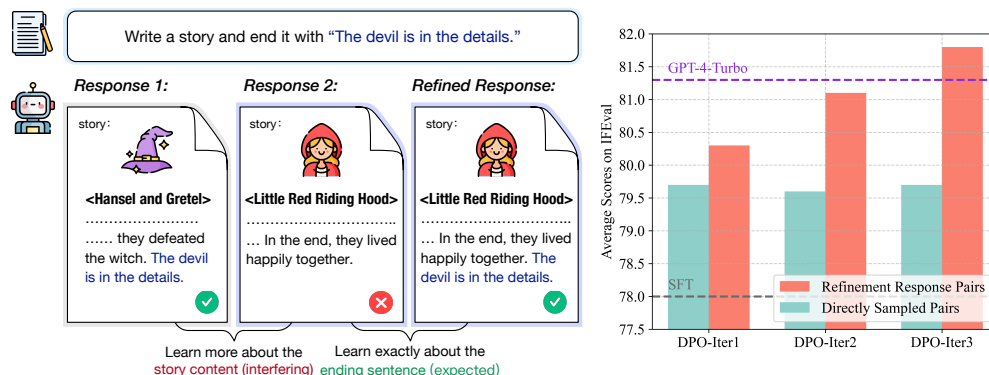 Write a story and end it with “The devil is in the details.”
Response 1:
Response 2:
Refined Response:
story:
<Hansel and Gretel>
........................
...... they defeated
the witch. The devil
is in the details.
story:
<Little Red Riding Hood>
................................
... In the end, they lived
happily together.
story:
<Little Red Riding Hood>
................................
... In the end, they lived
happily together. The
devil is in the details.
Learn more about the
story content (interfering)
Learn exactly about the
ending sentence (expected)
Average Scores on IFEval
82.0
81.5
81.0
80.5
80.0
79.5
79.0
78.5
78.0
77.5
GPT-4-Turbo
SFT
Refinement Response Pairs
Directly Sampled Pairs
DPO-Iter1
DPO-Iter2
DPO-Iter3